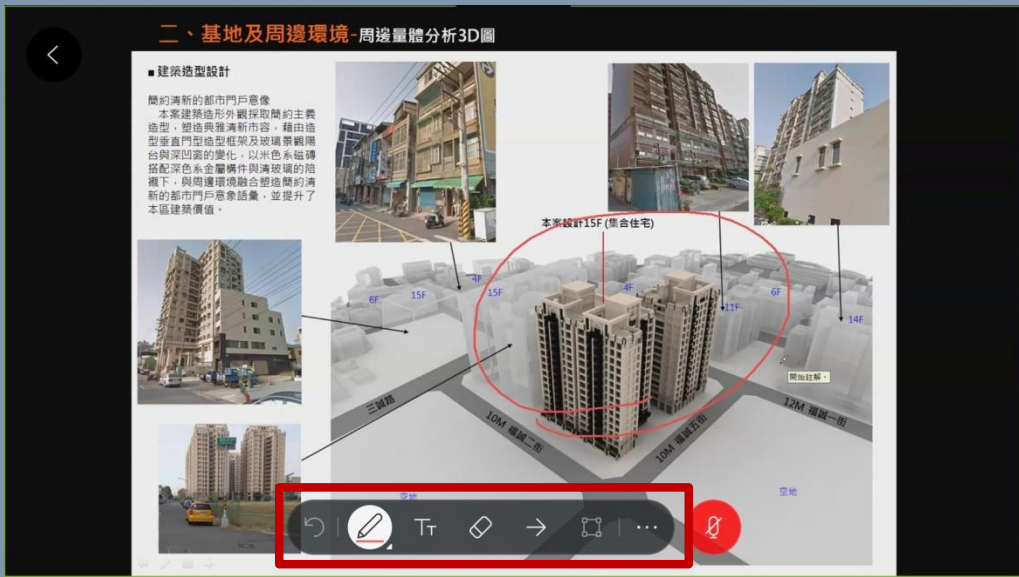 二、基地及周邊環境-周邊量體分析3D圖
■建築造型設計
簡約清新的都市門戶意像
本案建築造形外觀採取簡約主義
造型，塑造典雅清新市容，藉由造
型垂直門型造型框架及玻璃景觀陽
台與深凹窗的變化，以米色系磁磚
搭配深色系金屬構件與清玻璃的陪
襯下，與周邊環境融合塑造簡約清
新的都市門戶意象語彙，並提升了
本區建築價值。
本案設計15F(集合住宅)
6F
15F
4F
15F
4F
11F
6F
14F
開始註解。
三誠路
10M 福誠二街
10M 福誠五街
12M 福誠一街
空地
空地
TT